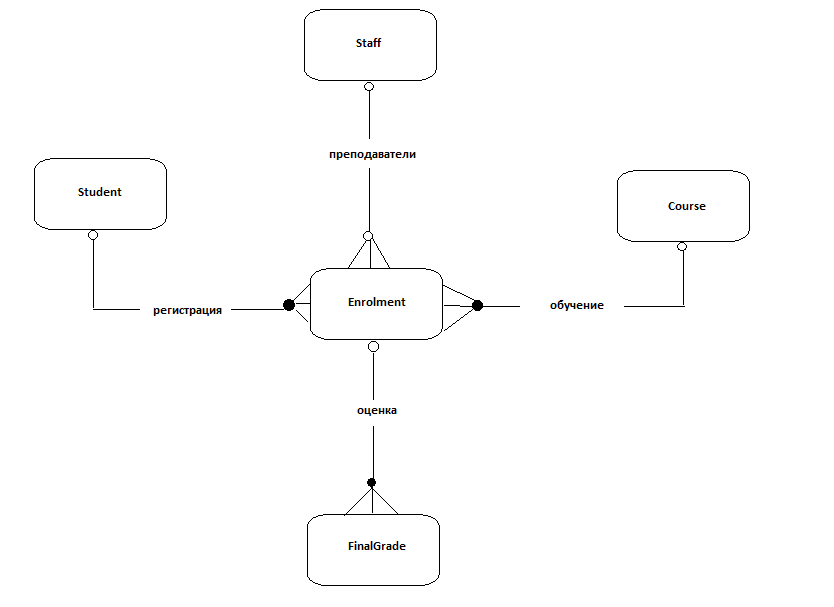 Staff
преподаватели
Student
Course
Enrolment
регистрация
обучение
оценка
FinalGrade